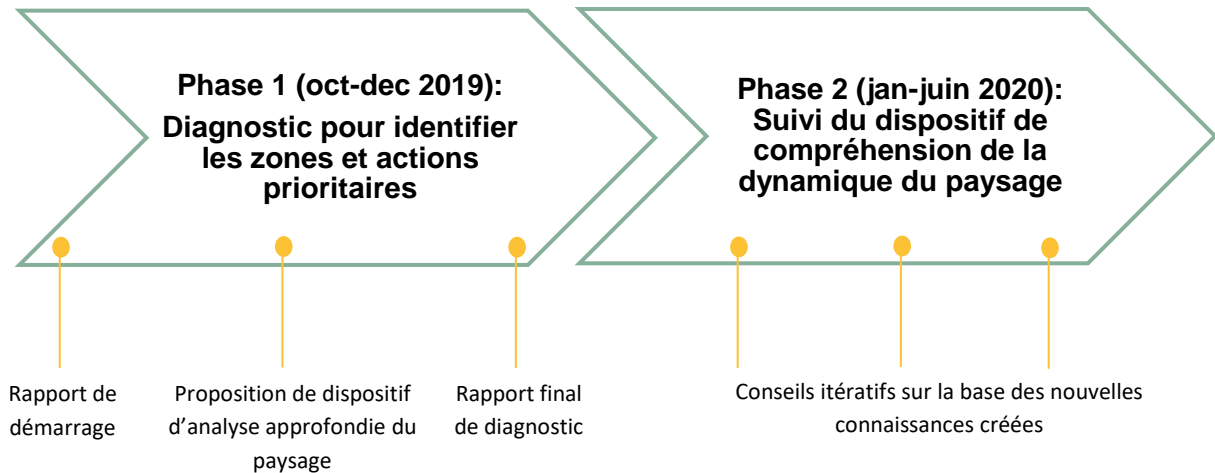 Phase 1 (oct-dec 2019):
Diagnostic pour identifier
les zones et actions
prioritaires
Phase 2 (jan-juin 2020):
Suivi du dispositif de
compréhension de la
dynamique du paysage
Rapport de
démarrage
Proposition de dispositif
d’analyse approfondie du
paysage
Rapport final
de diagnostic
Conseils itératifs sur la base des nouvelles
connaissances créées